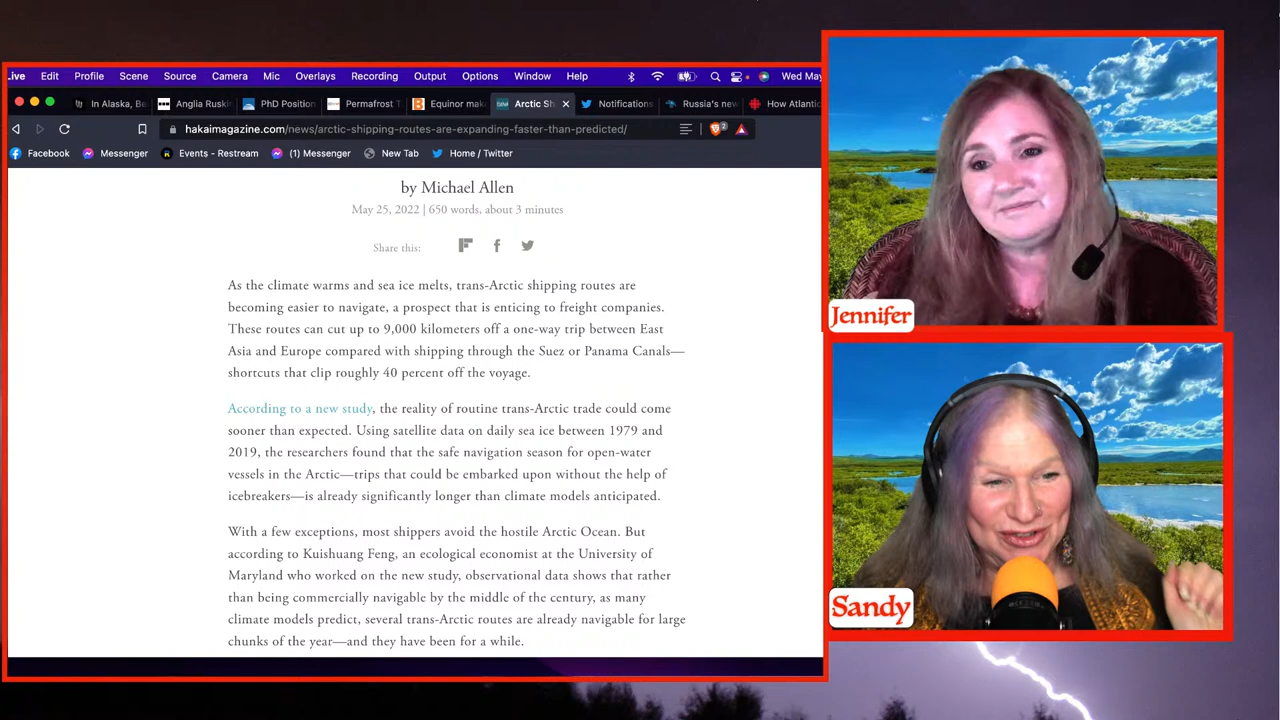 Live Edit Profile Scene Source Camera Mic Overlays Recording Output Options Window Help Wed May
In Alaska, Be Anglia Ruski PhD Position Permafrost T Equinor mak Arctic Sh Notifications Russia's new How Atlantic
hakaimagazine.com/news/arctic-shipping-routes-are-expanding-faster-than-predicted/
2
Facebook Messenger Events - Restream (1) Messenger New Tab Home / Twitter
by Michael Allen
May 25, 2022 | 650 words, about 3 minutes
Share this:
As the climate warms and sea ice melts, trans-Arctic shipping routes are
becoming easier to navigate, a prospect that is enticing to freight companies.
These routes can cut up to 9,000 kilometers off a one-way trip between East
Asia and Europe compared with shipping through the Suez or Panama Canals—
shortcuts that clip roughly 40 percent off the voyage.
According to a new study, the reality of routine trans-Arctic trade could come
sooner than expected. Using satellite data on daily sea ice between 1979 and
2019, the researchers found that the safe navigation season for open-water
vessels in the Arctic—trips that could be embarked upon without the help of
icebreakers—is already significantly longer than climate models anticipated.
With a few exceptions, most shippers avoid the hostile Arctic Ocean. But
according to Kuishuang Feng, an ecological economist at the University of
Maryland who worked on the new study, observational data shows that rather
than being commercially navigable by the middle of the century, as many
climate models predict, several trans-Arctic routes are already navigable for large
chunks of the year—and they have been for a while.
Jennifer
Sandy